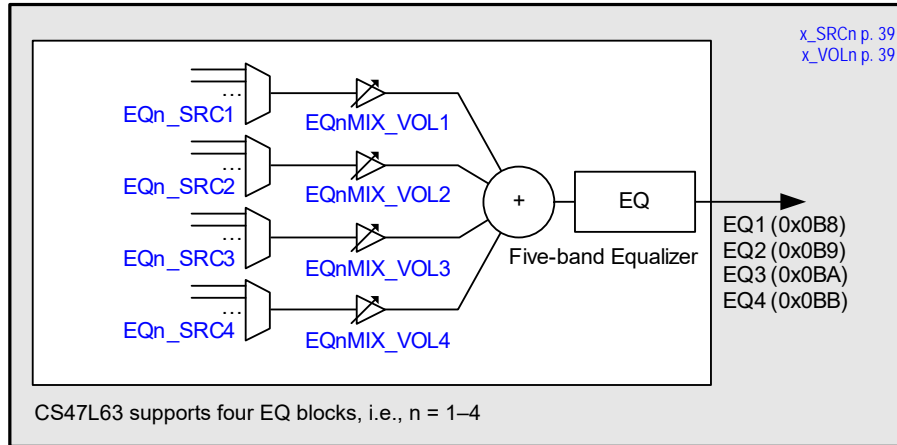 x_SRCn p. 39
x_VOLn p. 39
...
EQn_SRC1
EQnMIX_VOL1
...
EQn_SRC2
EQnMIX_VOL2
+
EQ
...
EQn_SRC3
EQnMIX_VOL3
Five-band Equalizer
...
EQn_SRC4
EQnMIX_VOL4
EQ1 (0x0B8)
EQ2 (0x0B9)
EQ3 (0x0BA)
EQ4 (0x0BB)
CS47L63 supports four EQ blocks, i.e., n = 1–4